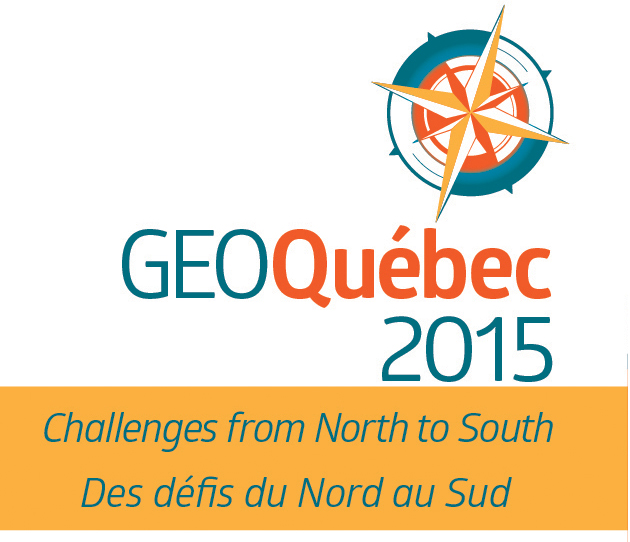 GEOQuébec
2015
Challenges from North to South
Des défis du Nord au Sud